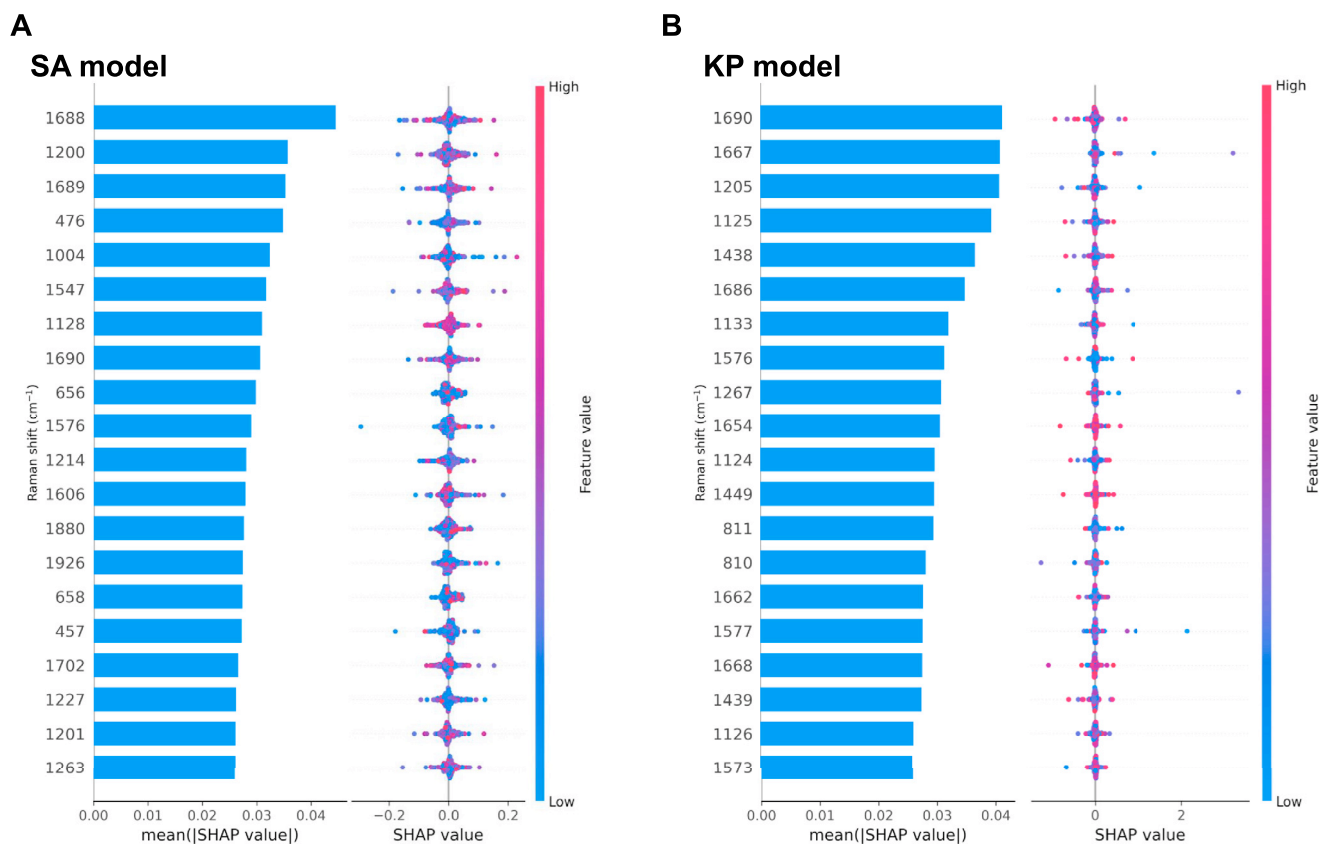 A
SA model
High
1688
1200
1689
476
1004
1547
1128
1690
656
1576
1214
1606
1880
1926
658
457
1702
1227
1201
1263
Raman shift (cm⁻¹)
Feature value
Low
0.00 0.01 0.02 0.03 0.04
mean(|SHAP value|)
−0.2 0.0 0.2
SHAP value
B
KP model
High
1690
1667
1205
1125
1438
1686
1133
1576
1267
1654
1124
1449
811
810
1662
1577
1668
1439
1126
1573
Raman shift (cm⁻¹)
Feature value
Low
0.00 0.01 0.02 0.03 0.04
mean(|SHAP value|)
0 2
SHAP value